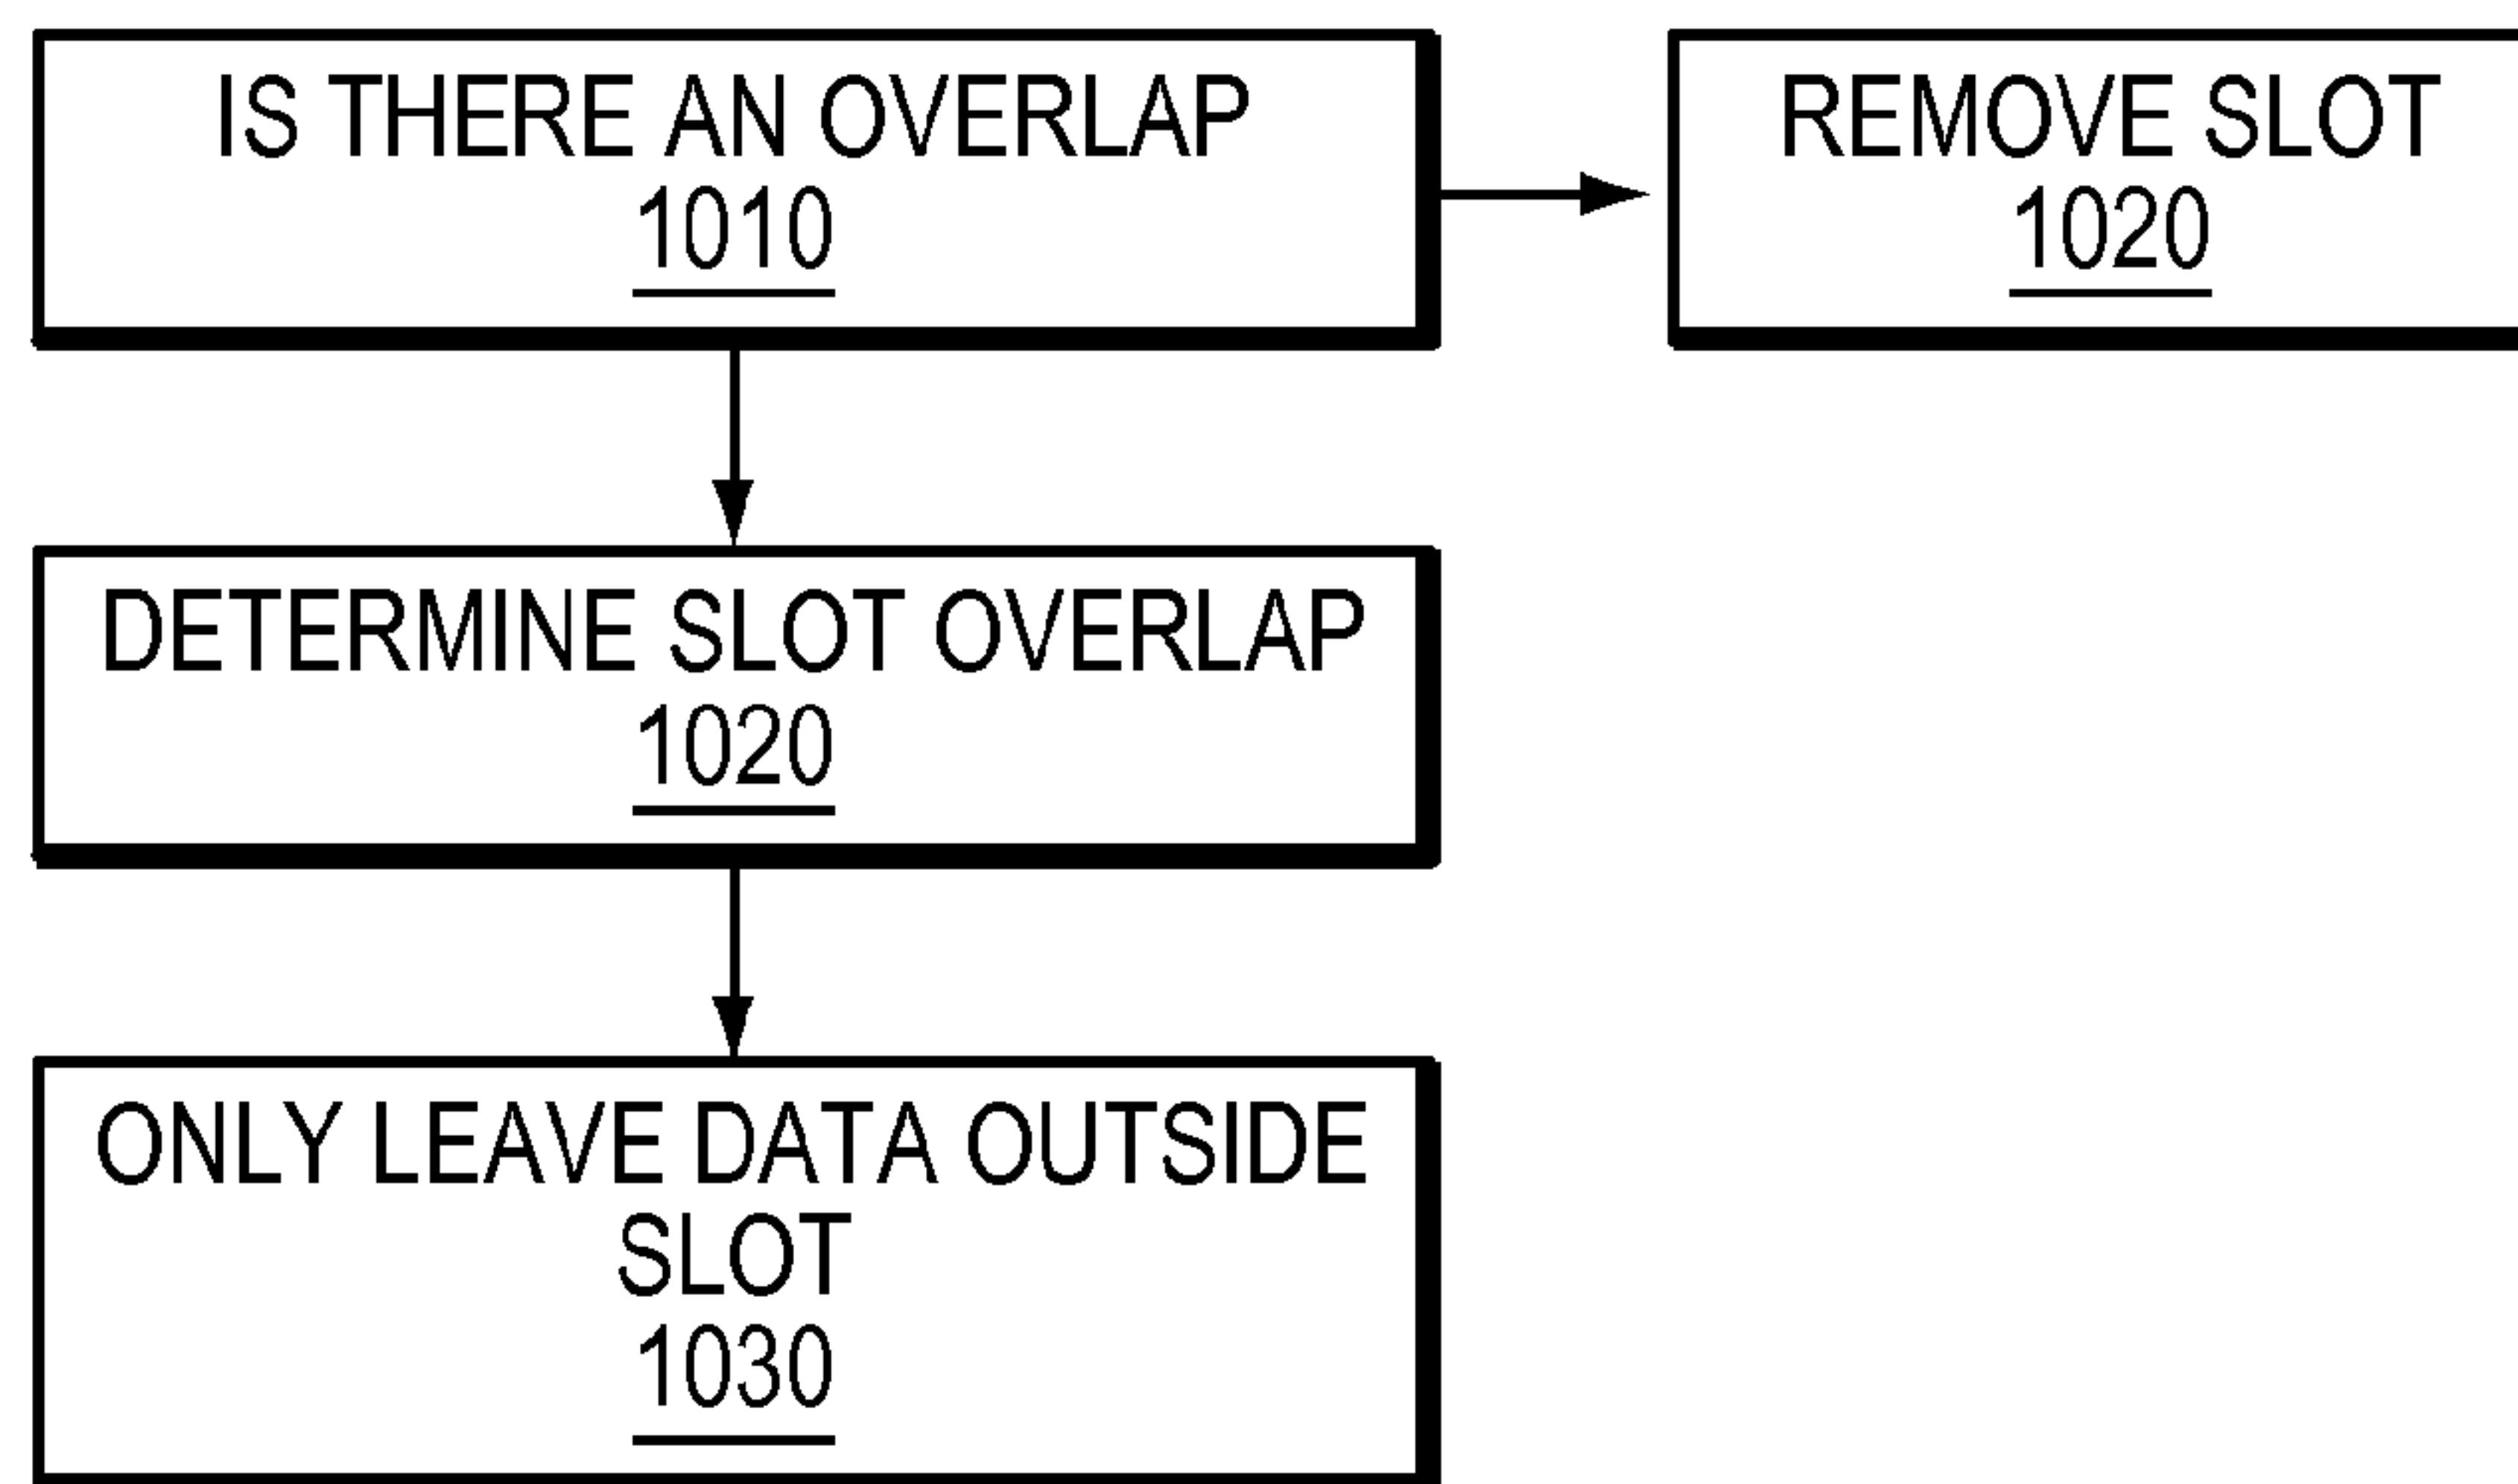 IS THERE AN OVERLAP
1010
REMOVE SLOT
1020
DETERMINE SLOT OVERLAP
1020
ONLY LEAVE DATA OUTSIDE
SLOT
1030